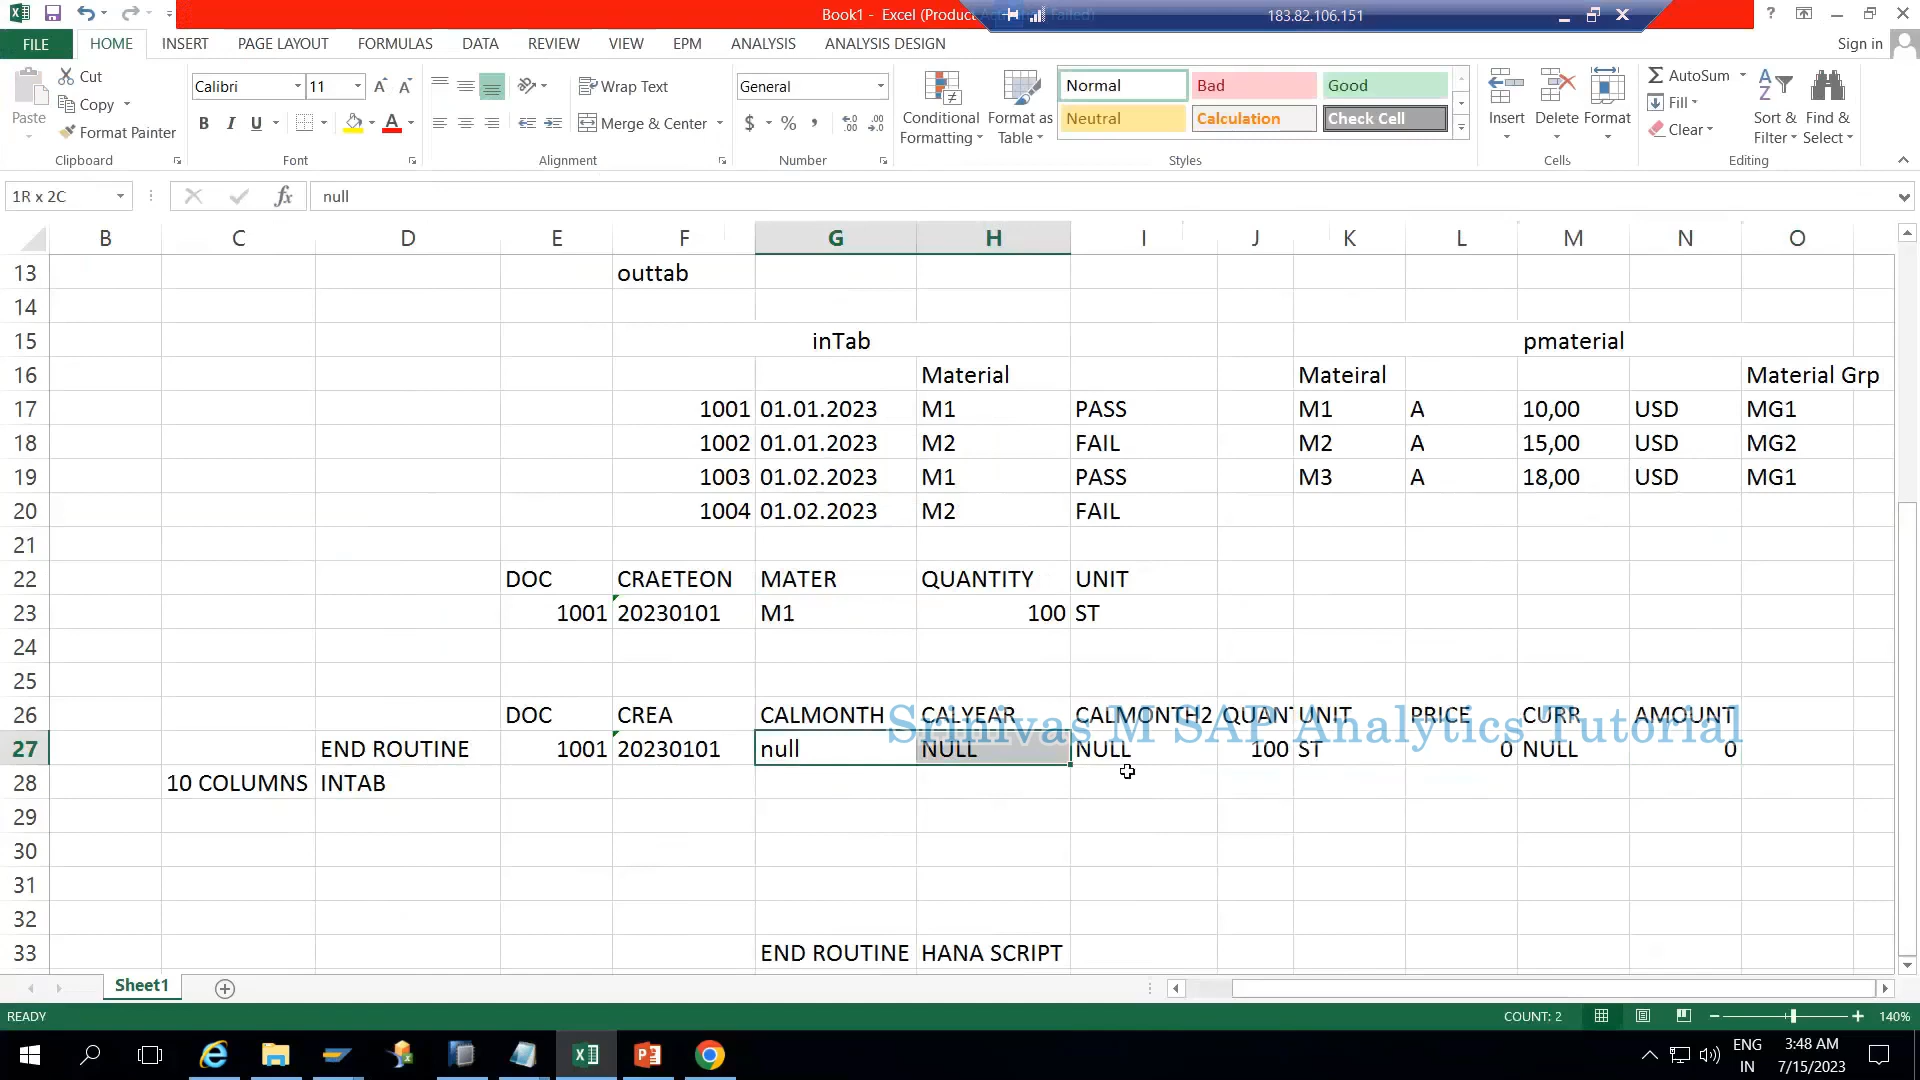 Book1 - Excel (Product Activation Failed)
183.82.106.151
FILE HOME INSERT PAGE LAYOUT FORMULAS DATA REVIEW VIEW EPM ANALYSIS ANALYSIS DESIGN
Sign in
Paste
Cut
Copy
Format Painter
Clipboard
Calibri 11
B I U
Font
Wrap Text
Merge & Center
Alignment
General
$ % ,
Number
Conditional Formatting
Format as Table
Normal Bad Good
Neutral Calculation Check Cell
Styles
Insert Delete Format
Cells
AutoSum
Fill
Clear
Sort & Filter
Find & Select
Editing
1R x 2C fx null
B C D E F G H I J K L M N O
13 outtab
14
15 inTab pmaterial
16 Material Mateiral Material Grp
17 1001 01.01.2023 M1 PASS M1 A 10,00 USD MG1
18 1002 01.01.2023 M2 FAIL M2 A 15,00 USD MG2
19 1003 01.02.2023 M1 PASS M3 A 18,00 USD MG1
20 1004 01.02.2023 M2 FAIL
21
22 DOC CRAETEON MATER QUANTITY UNIT
23 1001 20230101 M1 100 ST
24
25
26 DOC CREA CALMONTH CALYEAR CALMONTH2 QUANT UNIT PRICE CURR AMOUNT
Srinivas M SAP Analytics Tutorial
27 END ROUTINE 1001 20230101 null NULL NULL 100 ST 0 NULL 0
28 10 COLUMNS INTAB
29
30
31
32
33 END ROUTINE HANA SCRIPT
Sheet1
READY COUNT: 2 140%
ENG
IN
3:48 AM
7/15/2023